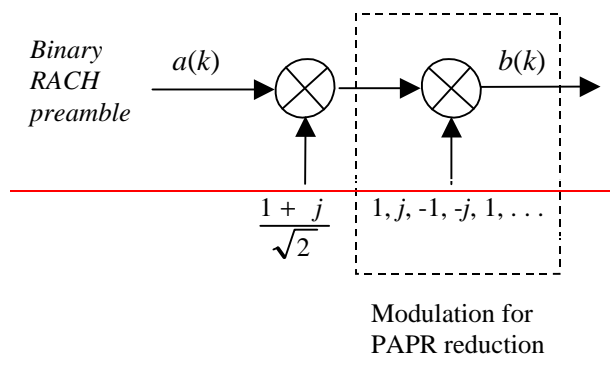 Binary
RACH
preamble
a(k)
b(k)
1 + j
√2
1, j, -1, -j, 1, . . .
Modulation for
PAPR reduction